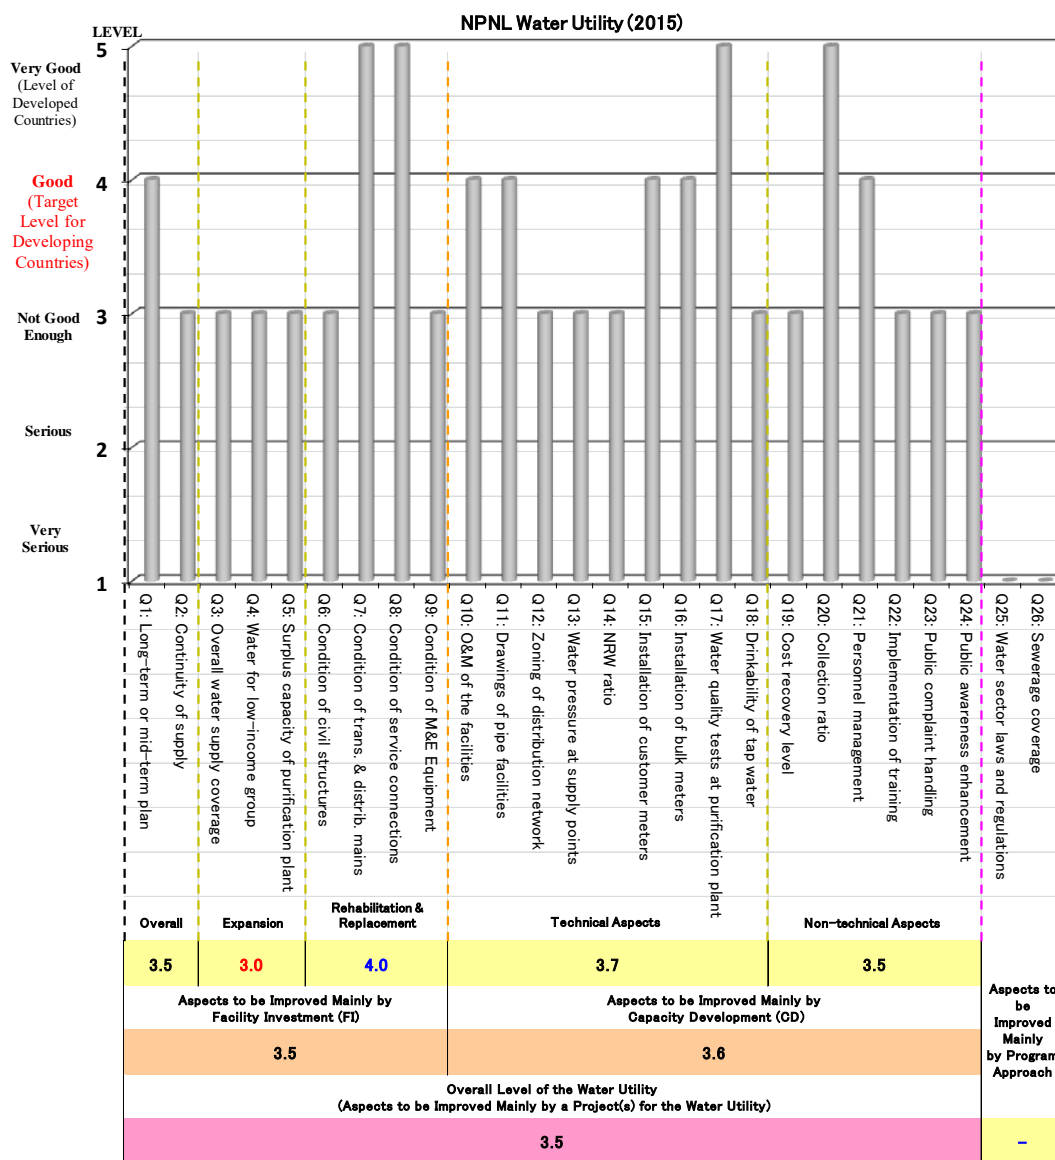 NPNL Water Utility (2015)
LEVEL
5
Very Good
(Level of
Developed
Countries)
4
Good
(Target
Level for
Developing
Countries)
3
Not Good
Enough
Serious
2
Very
Serious
1
Q1: Long-term or mid-term plan
Q2: Continuity of supply
Q3: Overall water supply coverage
Q4: Water for low-income group
Q5: Surplus capacity of purification plant
Q6: Condition of civil structures
Q7: Condition of trans. & distrib. mains
Q8: Condition of service connections
Q9: Condition of M&E Equipment
Q10: O&M of the facilities
Q11: Drawings of pipe facilities
Q12: Zoning of distribution network
Q13: Water pressure at supply points
Q14: NRW ratio
Q15: Installation of customer meters
Q16: Installation of bulk meters
Q17: Water quality tests at purification plant
Q18: Drinkability of tap water
Q19: Cost recovery level
Q20: Collection ratio
Q21: Personnel management
Q22: Implementation of training
Q23: Public complaint handling
Q24: Public awareness enhancement
Q25: Water sector laws and regulations
Q26: Sewerage coverage
Overall
Expansion
Rehabilitation &
Replacement
Technical Aspects
Non-technical Aspects
3.5
3.0
4.0
3.7
3.5
Aspects to be Improved Mainly by
Facility Investment (FI)
Aspects to be Improved Mainly by
Capacity Development (CD)
Aspects to
be
Improved
Mainly
by Program
Approach
3.5
3.6
Overall Level of the Water Utility
(Aspects to be Improved Mainly by a Project(s) for the Water Utility)
3.5
-